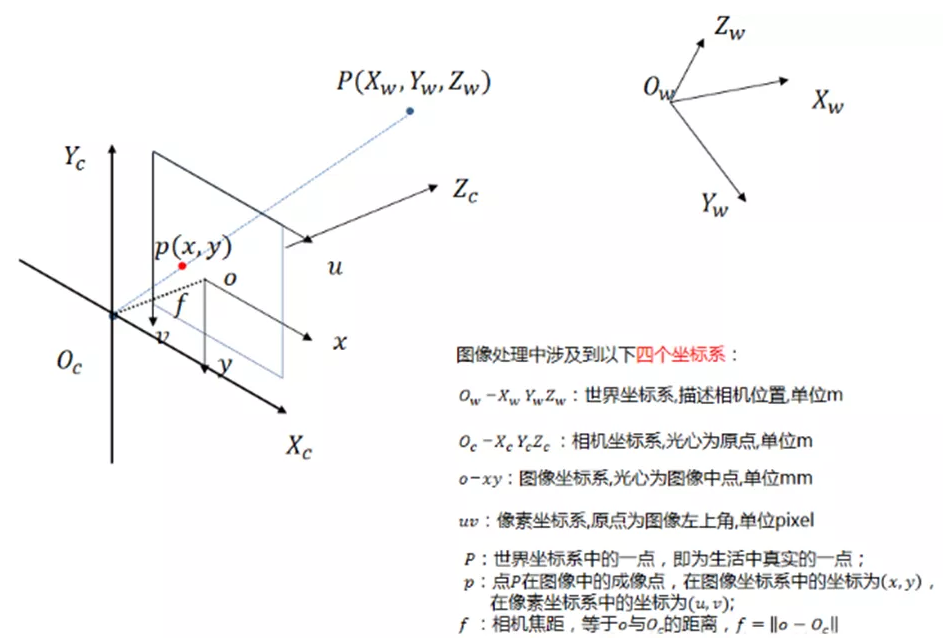 Z_w
P(X_w, Y_w, Z_w)
O_w
X_w
Y_c
Z_c
Y_w
p(x, y)
u
o
f
v
x
y
O_c
X_c
图像处理中涉及到以下四个坐标系：
O_w − X_w Y_w Z_w：世界坐标系,描述相机位置,单位m
O_c − X_c Y_c Z_c：相机坐标系,光心为原点,单位m
o−xy：图像坐标系,光心为图像中点,单位mm
uv：像素坐标系,原点为图像左上角,单位pixel
P：世界坐标系中的一点，即为生活中真实的一点；
p：点P在图像中的成像点，在图像坐标系中的坐标为(x, y)，
在像素坐标系中的坐标为(u, v);
f：相机焦距，等于o与O_c的距离，f = ‖o − O_c‖